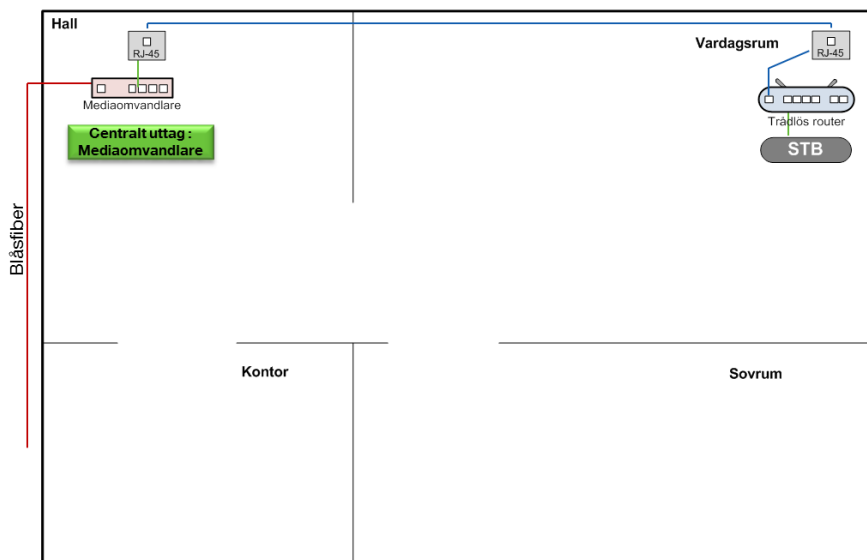 Hall
RJ-45
Mediaomvandlare
Centralt uttag :
Mediaomvandlare
Blåsfiber
Vardagsrum
RJ-45
Trådlös router
STB
Kontor
Sovrum